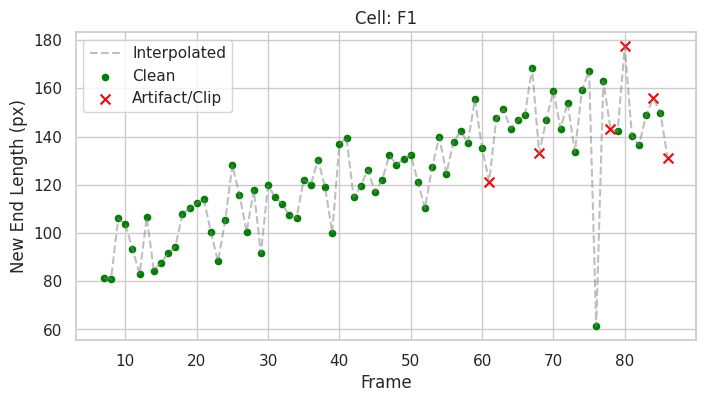 Cell: F1
New End Length (px)
180
160
140
120
100
80
60
Interpolated
Clean
Artifact/Clip
10 20 30 40 50 60 70 80
Frame